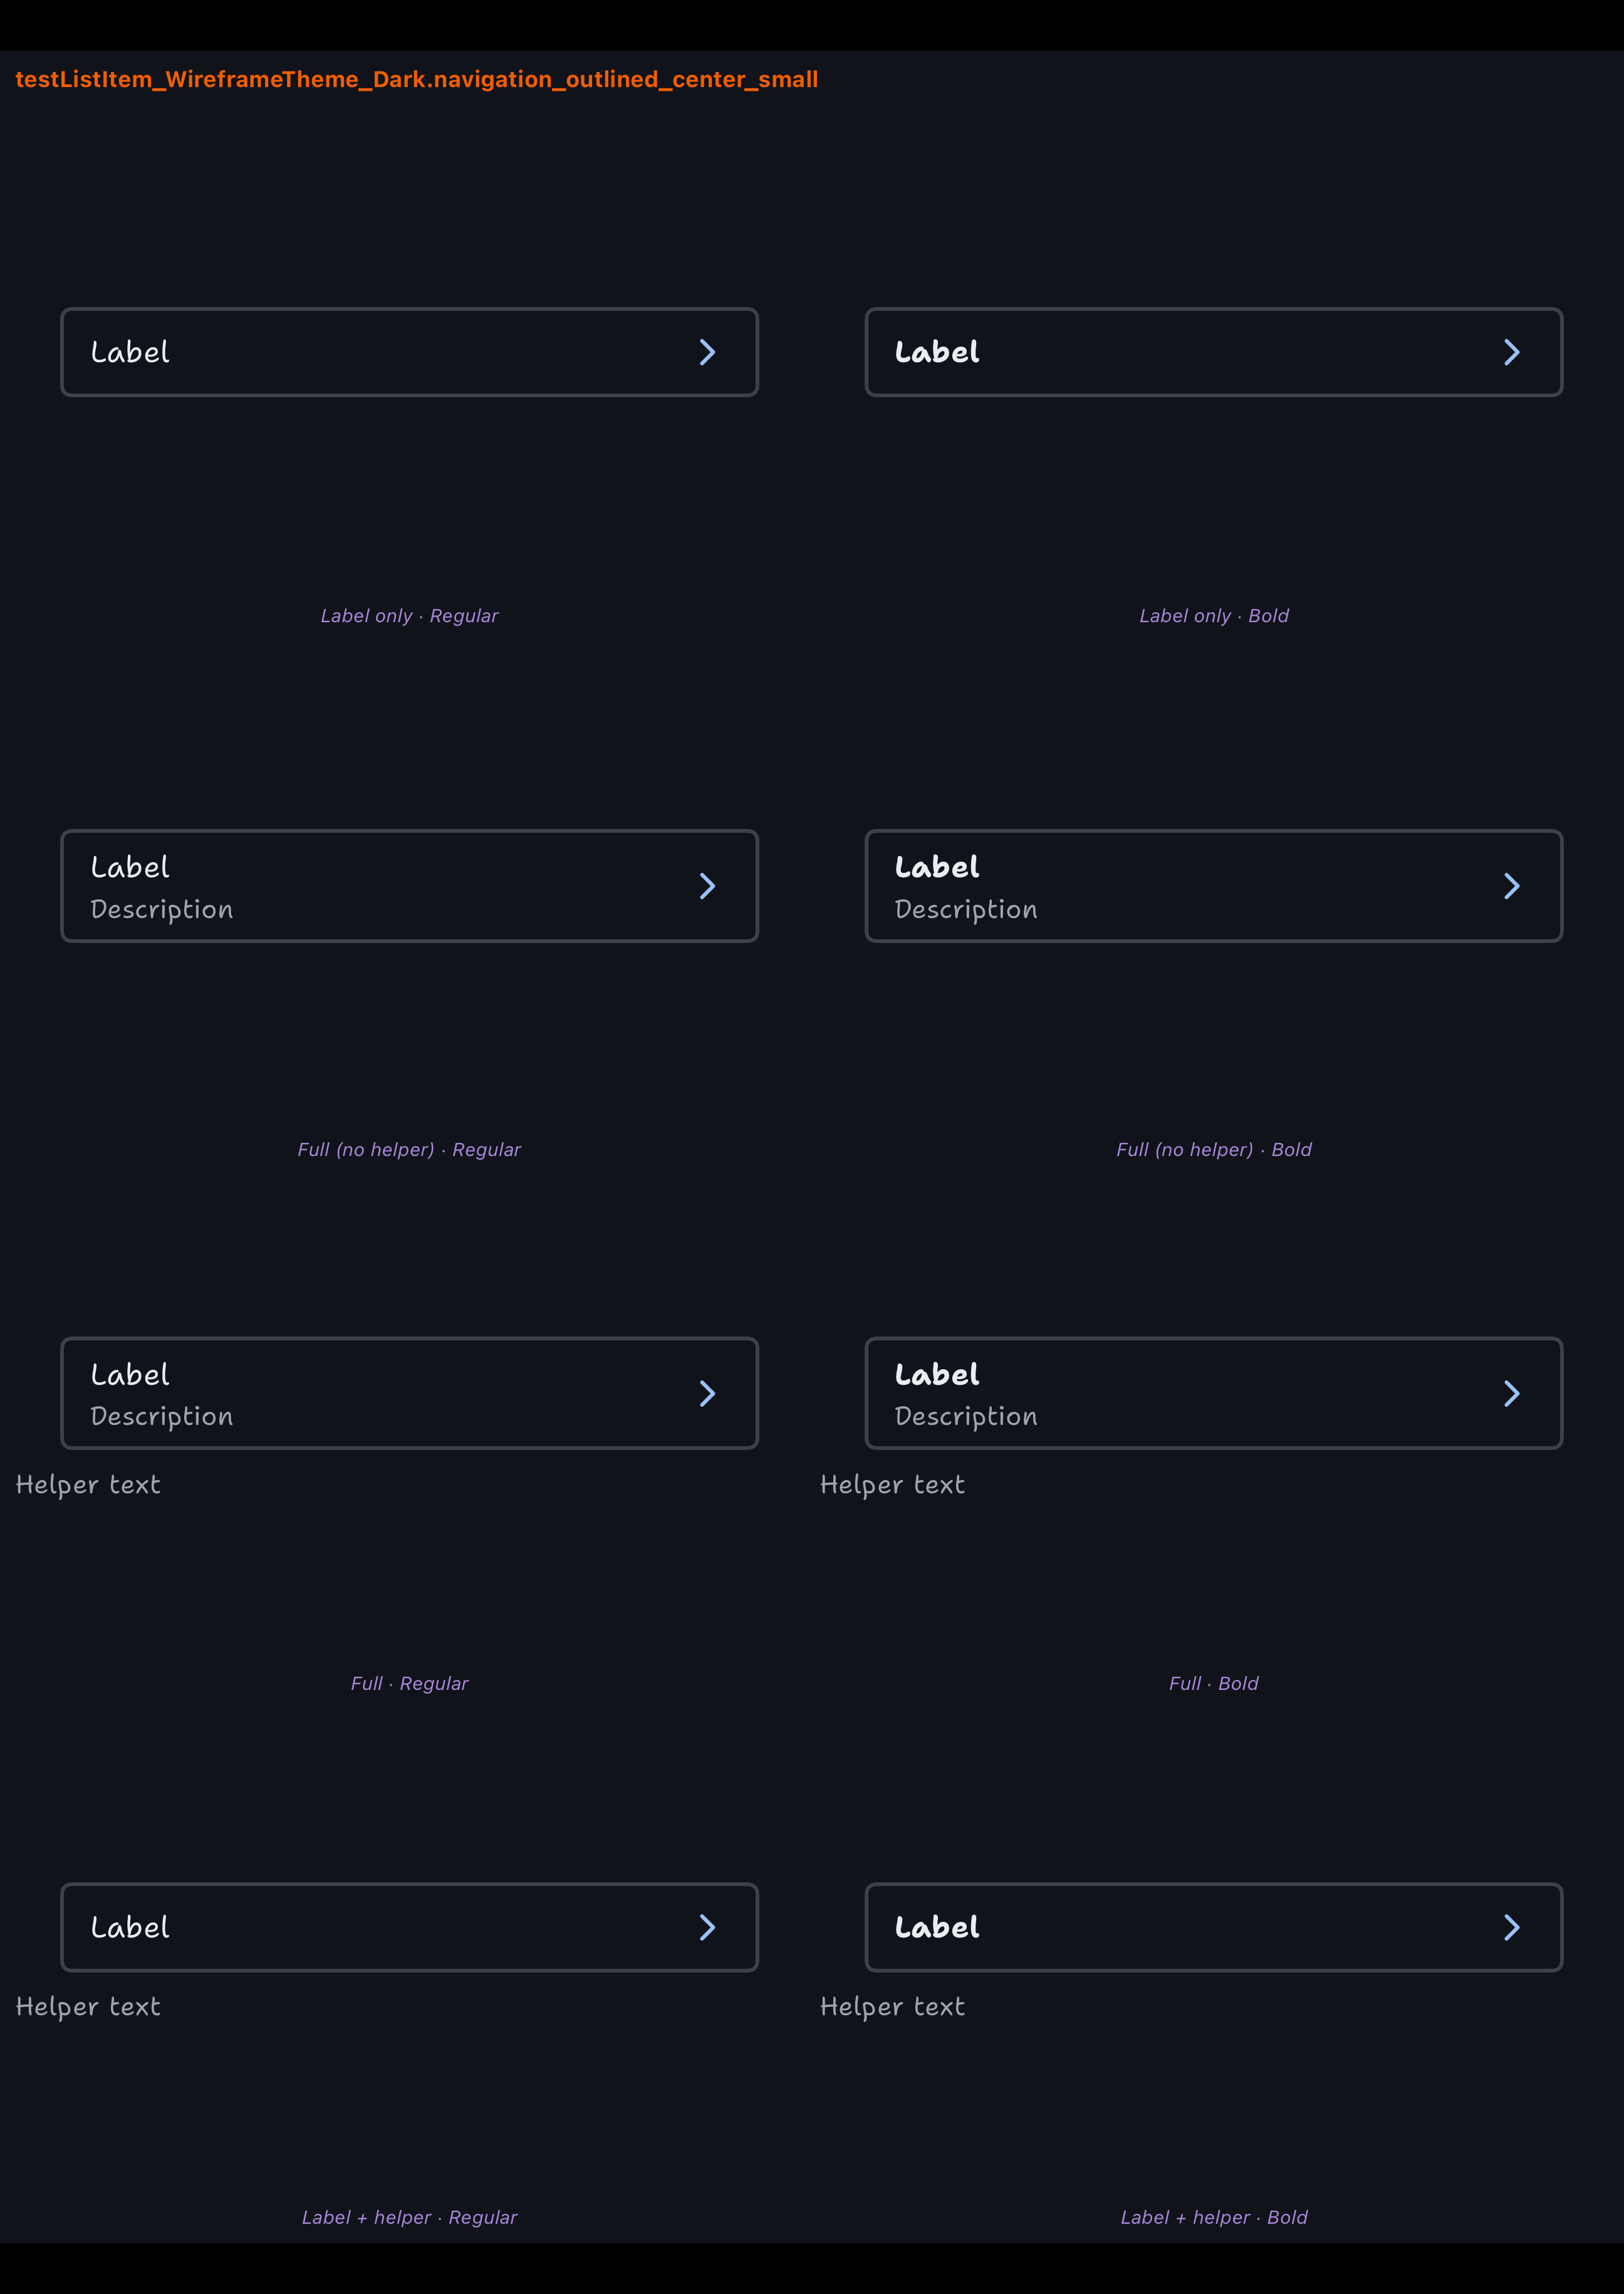 testListItem_WireframeTheme_Dark.navigation_outlined_center_small
Label
Label
Label only · Regular
Label only · Bold
Label
Description
Label
Description
Full (no helper) · Regular
Full (no helper) · Bold
Label
Description
Helper text
Label
Description
Helper text
Full · Regular
Full · Bold
Label
Helper text
Label
Helper text
Label + helper · Regular
Label + helper · Bold